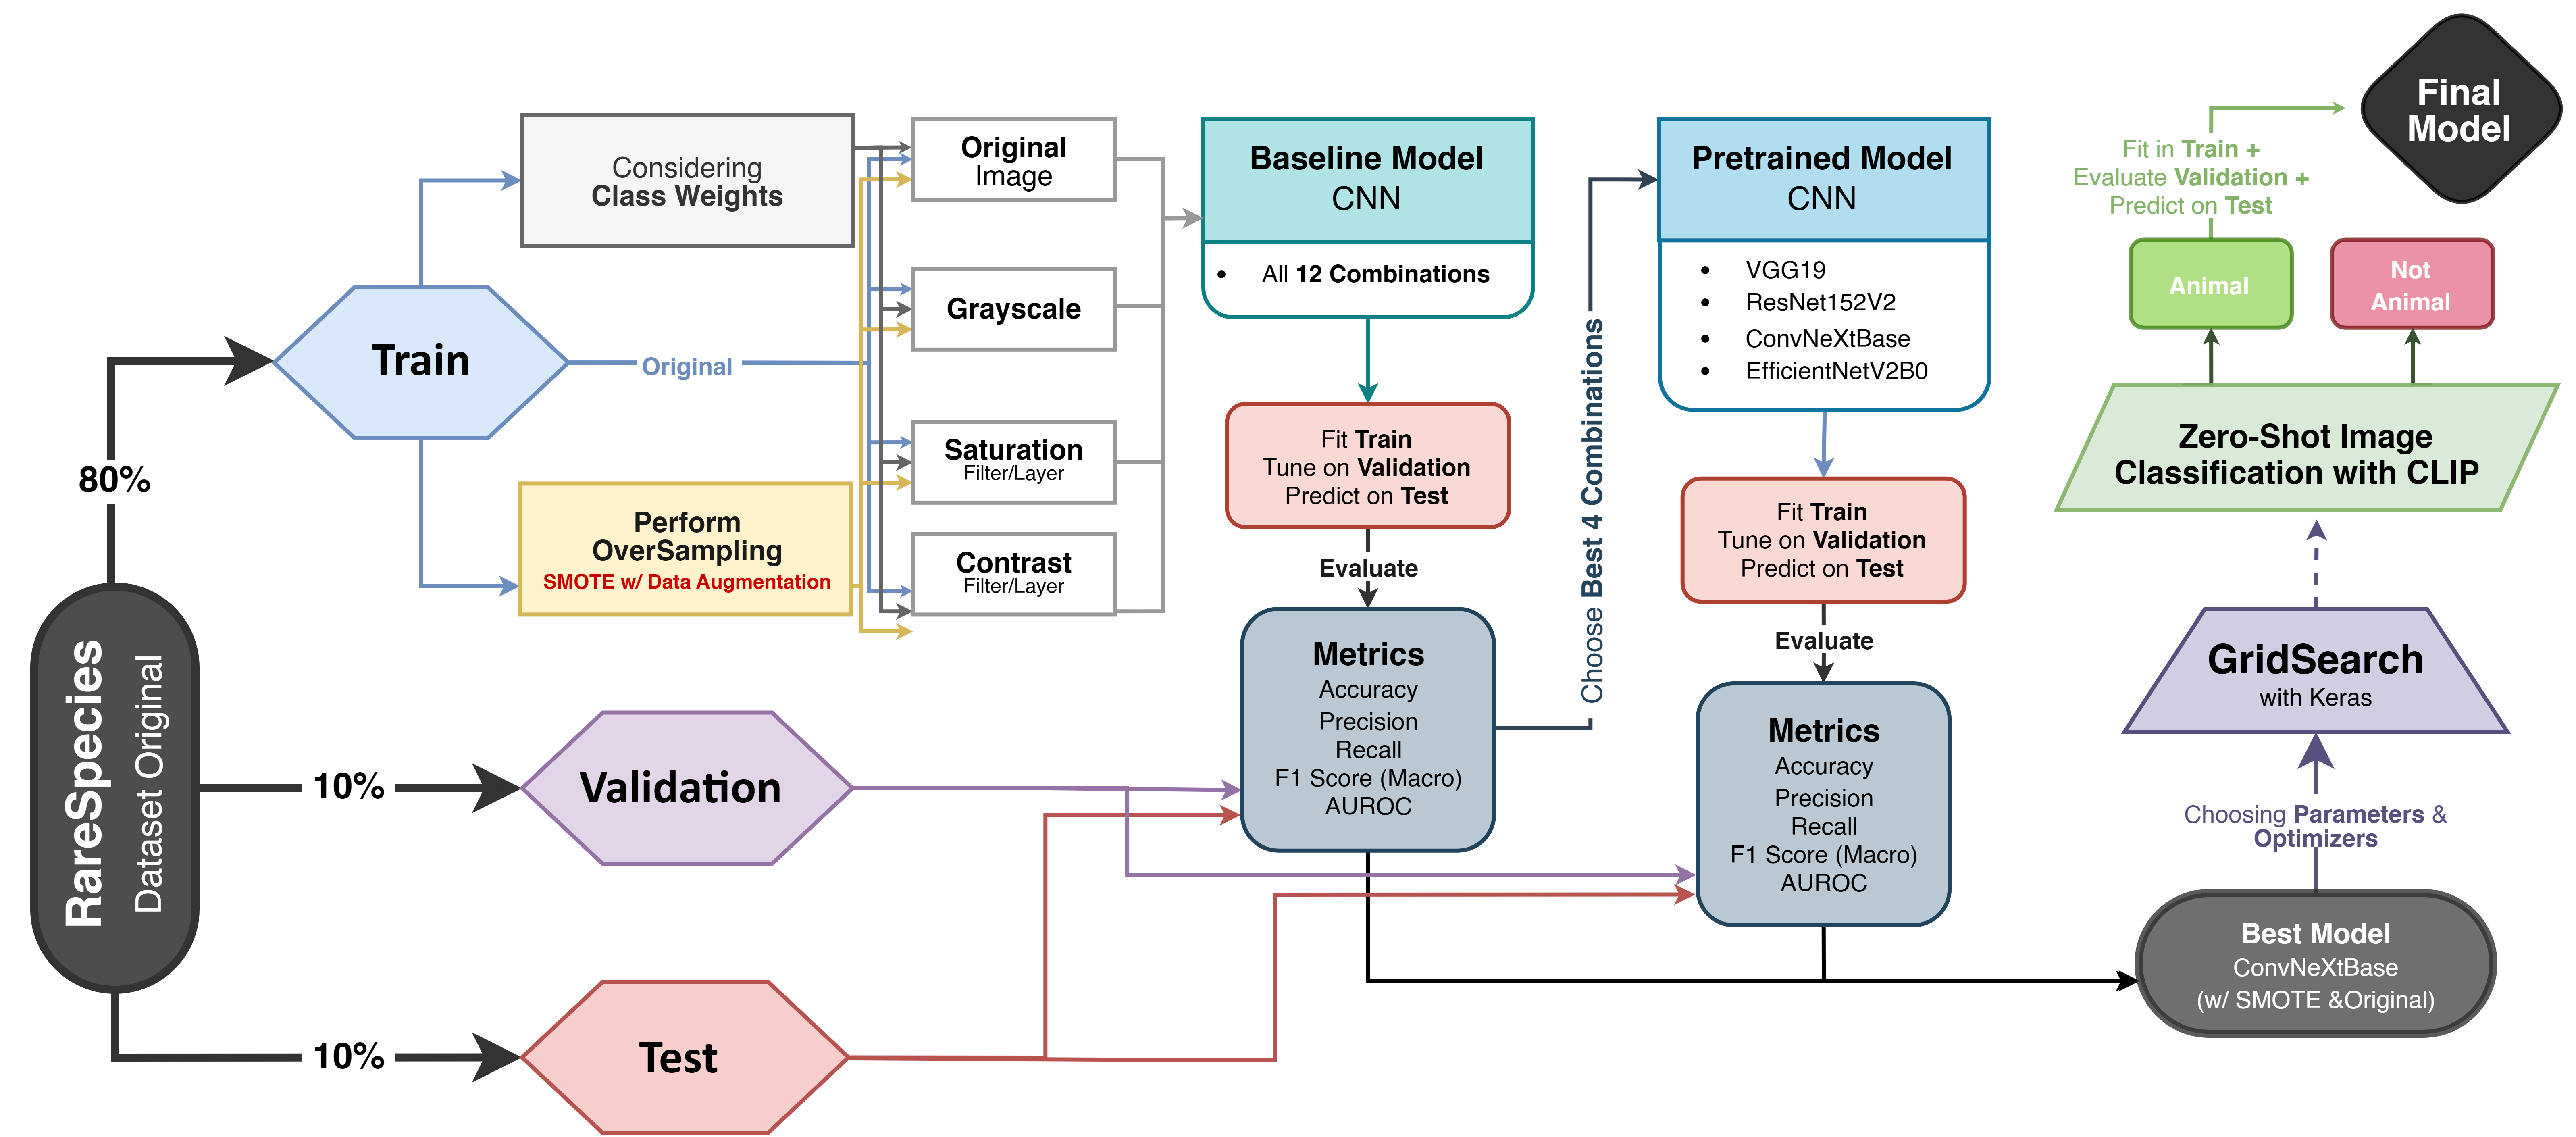 RareSpecies
Dataset Original
80%
10%
10%
Train
Validation
Test
Original
Considering
Class Weights
Perform
OverSampling
SMOTE w/ Data Augmentation
Original
Image
Grayscale
Saturation
Filter/Layer
Contrast
Filter/Layer
Baseline Model
CNN
• All 12 Combinations
Fit Train
Tune on Validation
Predict on Test
Evaluate
Metrics
Accuracy
Precision
Recall
F1 Score (Macro)
AUROC
Choose Best 4 Combinations
Pretrained Model
CNN
• VGG19
• ResNet152V2
• ConvNeXtBase
• EfficientNetV2B0
Fit Train
Tune on Validation
Predict on Test
Evaluate
Metrics
Accuracy
Precision
Recall
F1 Score (Macro)
AUROC
Best Model
ConvNeXtBase
(w/ SMOTE &Original)
Choosing Parameters &
Optimizers
GridSearch
with Keras
Zero-Shot Image
Classification with CLIP
Animal
Not
Animal
Fit in Train +
Evaluate Validation +
Predict on Test
Final
Model